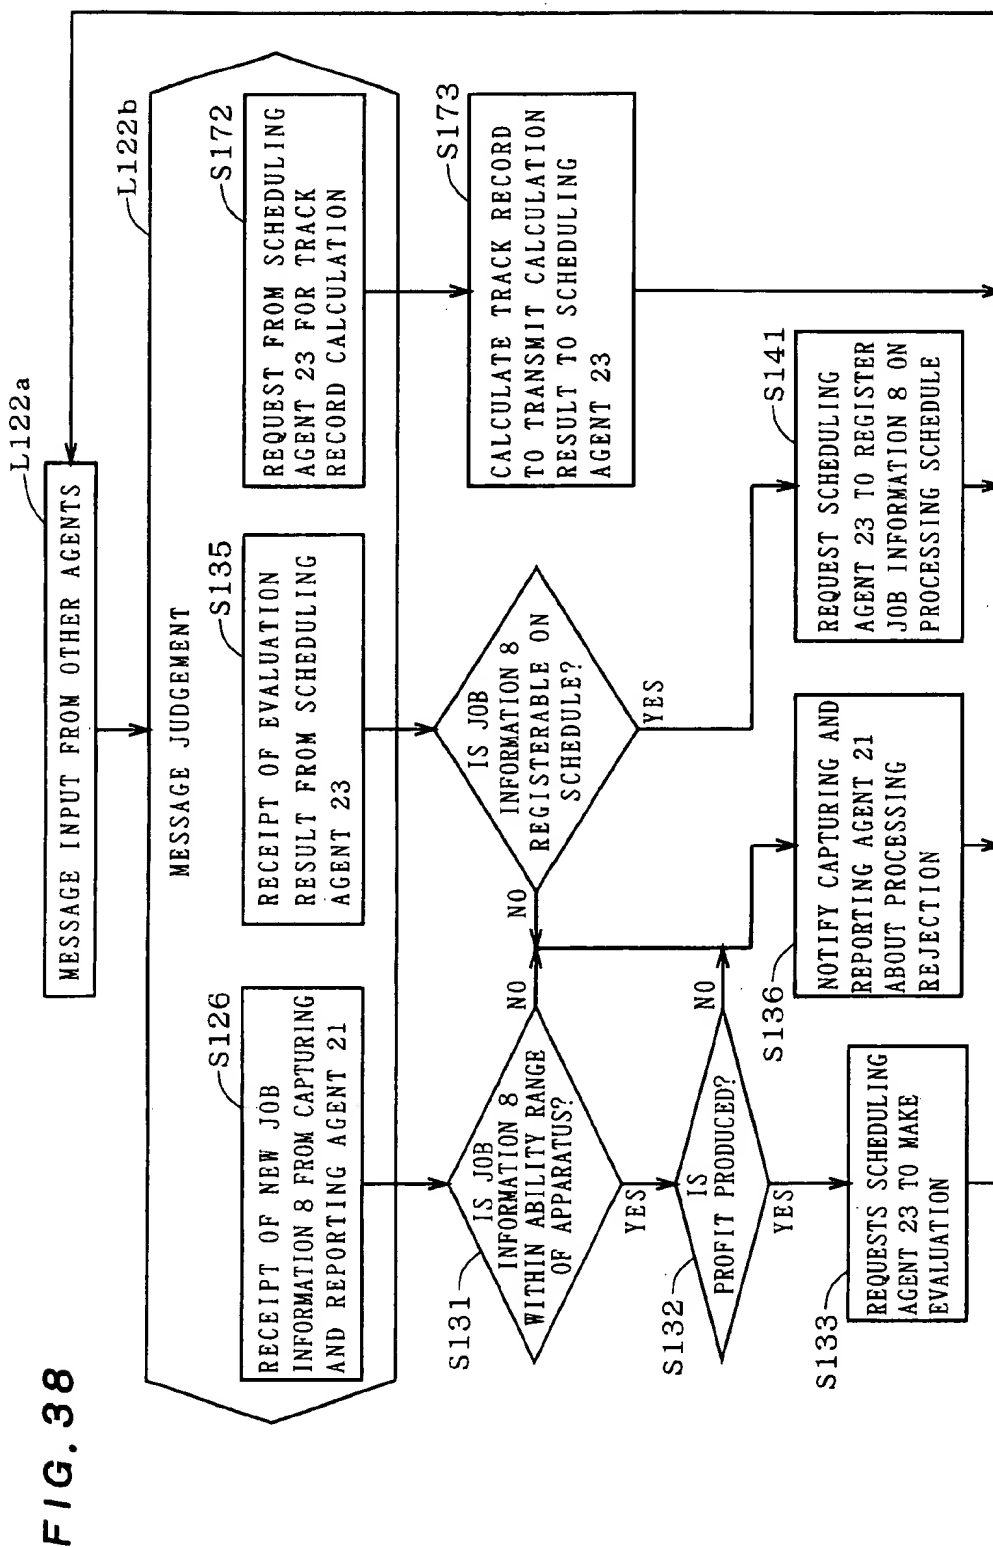 FIG. 38
MESSAGE INPUT FROM OTHER AGENTS
L122a
MESSAGE JUDGEMENT
L122b
S126
RECEIPT OF NEW JOB
INFORMATION 8 FROM CAPTURING
AND REPORTING AGENT 21
S135
RECEIPT OF EVALUATION
RESULT FROM SCHEDULING
AGENT 23
S172
REQUEST FROM SCHEDULING
AGENT 23 FOR TRACK
RECORD CALCULATION
S131
IS JOB
INFORMATION 8
WITHIN ABILITY RANGE
OF APPARATUS?
NO
YES
IS JOB
INFORMATION 8
REGISTERABLE ON
SCHEDULE?
NO
YES
S173
CALCULATE TRACK RECORD
TO TRANSMIT CALCULATION
RESULT TO SCHEDULING
AGENT 23
S132
IS
PROFIT PRODUCED?
NO
YES
S133
REQUESTS SCHEDULING
AGENT 23 TO MAKE
EVALUATION
S136
NOTIFY CAPTURING AND
REPORTING AGENT 21
ABOUT PROCESSING
REJECTION
S141
REQUEST SCHEDULING
AGENT 23 TO REGISTER
JOB INFORMATION 8 ON
PROCESSING SCHEDULE